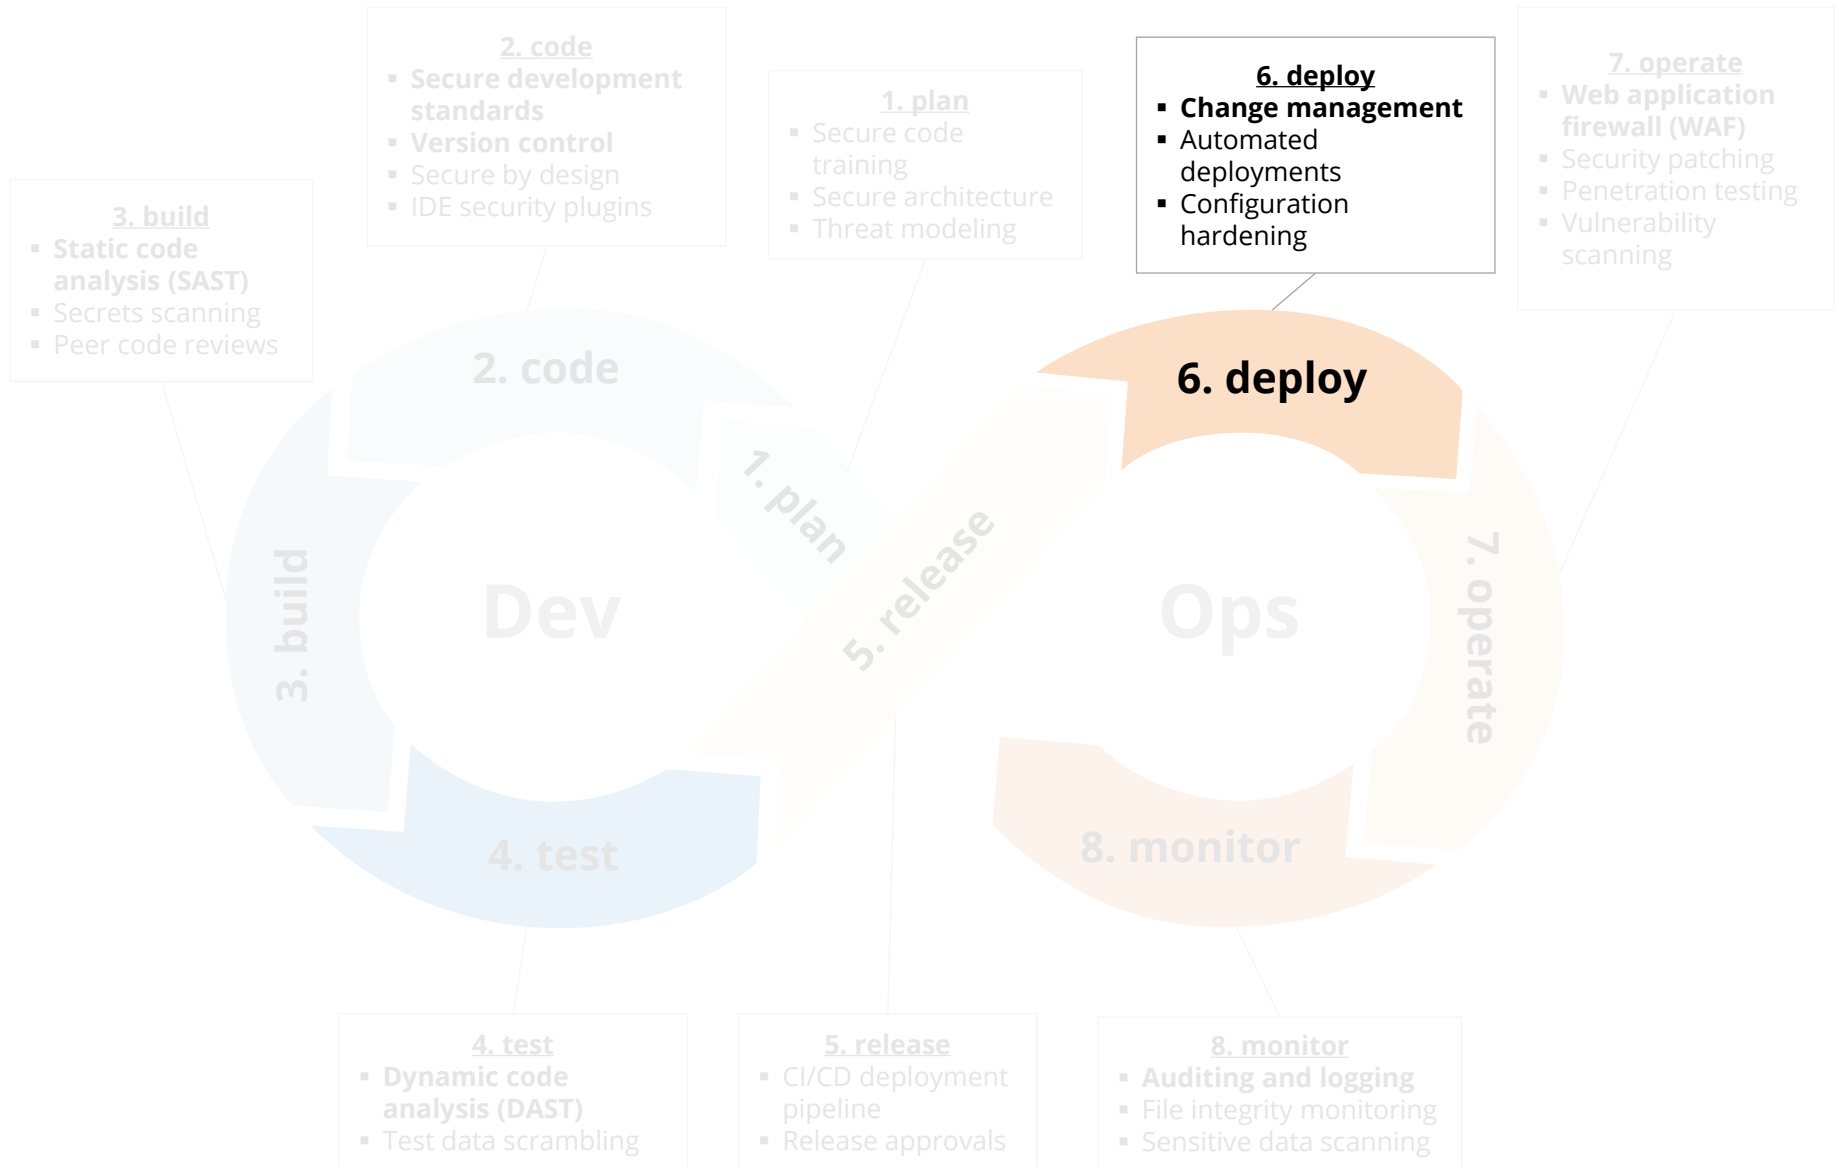 2. code
▪ Secure development
standards
▪ Version control
▪ Secure by design
▪ IDE security plugins
1. plan
▪ Secure code
training
▪ Secure architecture
▪ Threat modeling
6. deploy
▪ Change management
▪ Automated
deployments
▪ Configuration
hardening
7. operate
▪ Web application
firewall (WAF)
▪ Security patching
▪ Penetration testing
▪ Vulnerability
scanning
3. build
▪ Static code
analysis (SAST)
▪ Secrets scanning
▪ Peer code reviews
2. code
6. deploy
1. plan
5. release
3. build
Dev
Ops
7. operate
4. test
8. monitor
4. test
▪ Dynamic code
analysis (DAST)
▪ Test data scrambling
5. release
▪ CI/CD deployment
pipeline
▪ Release approvals
8. monitor
▪ Auditing and logging
▪ File integrity monitoring
▪ Sensitive data scanning